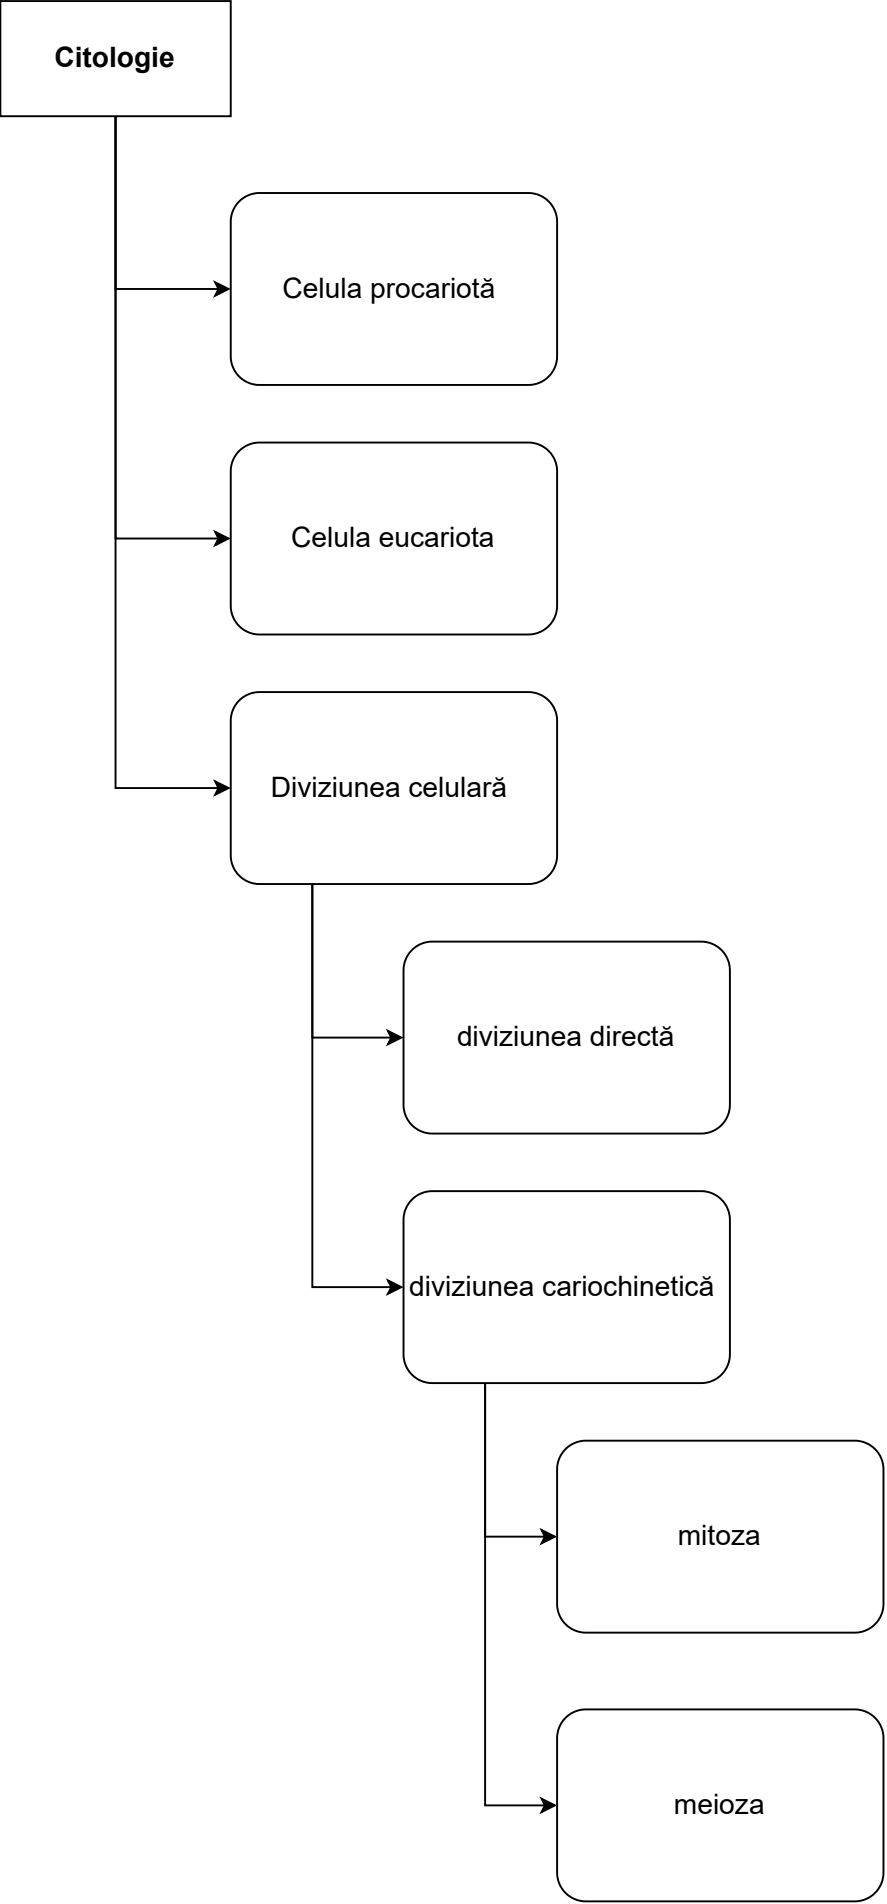 Citologie
Celula procariotă
Celula eucariota
Diviziunea celulară
diviziunea directă
diviziunea cariochinetică
mitoza
meioza